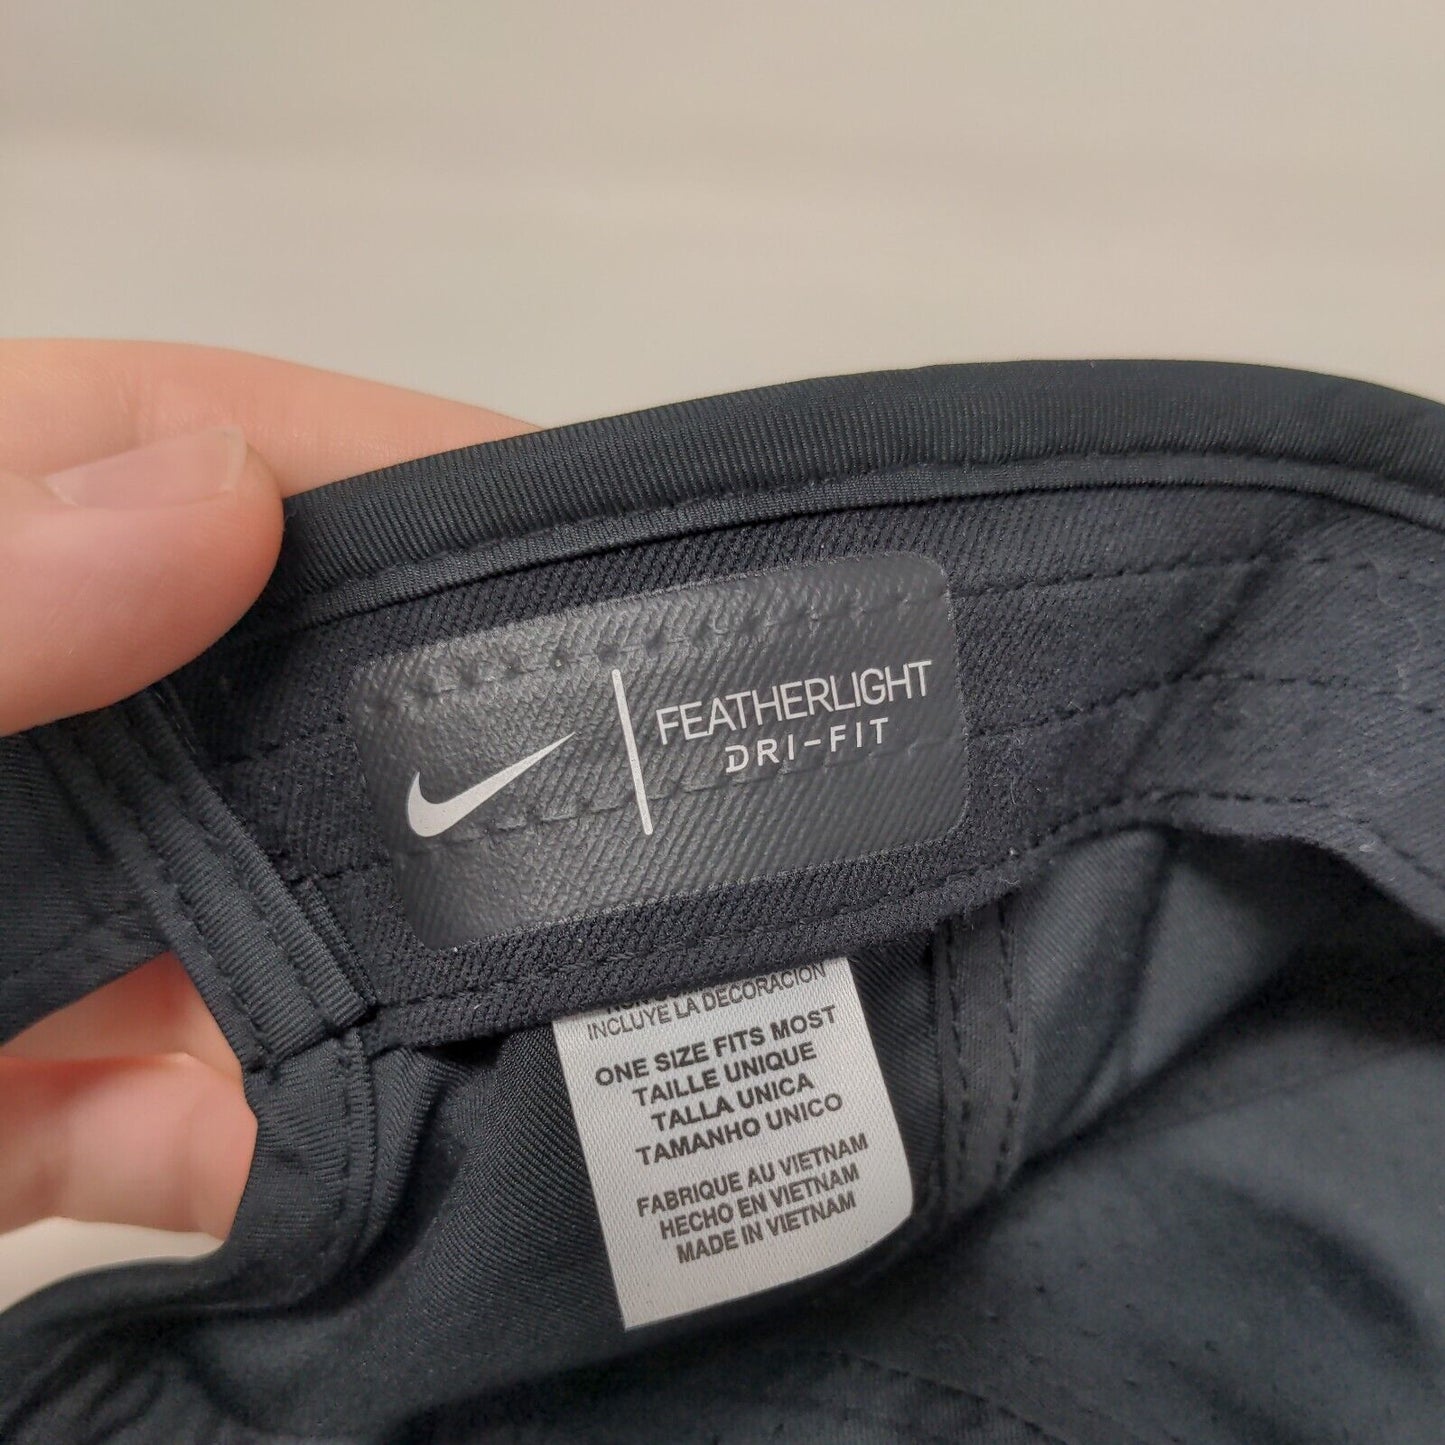 FEATHERLIGHT
DRI-FIT
INCLUYE LA DECORACIÓN
ONE SIZE FITS MOST
TAILLE UNIQUE
TALLA UNICA
TAMANHO UNICO
FABRIQUE AU VIETNAM
HECHO EN VIETNAM
MADE IN VIETNAM